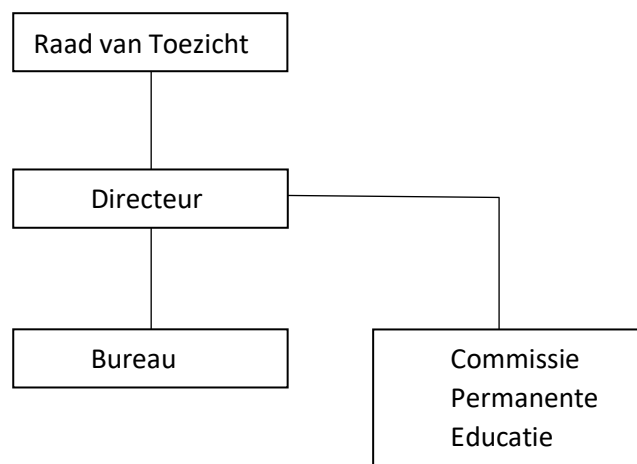 Raad van Toezicht
Directeur
Bureau
Commissie
Permanente
Educatie